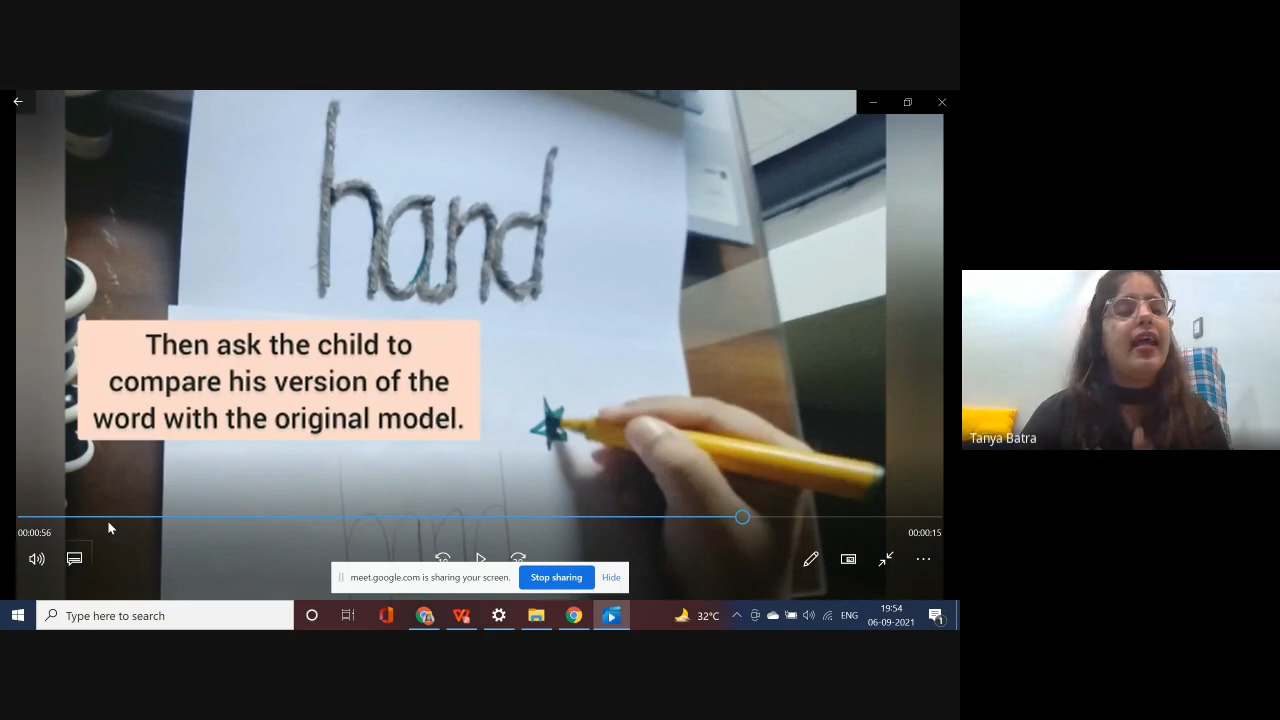 hand
Then ask the child to
compare his version of the
word with the original model.
hand
00:00:56
00:00:15
meet.google.com is sharing your screen.
Stop sharing
Hide
Type here to search
32°C
ENG
19:54
06-09-2021
Tanya Batra